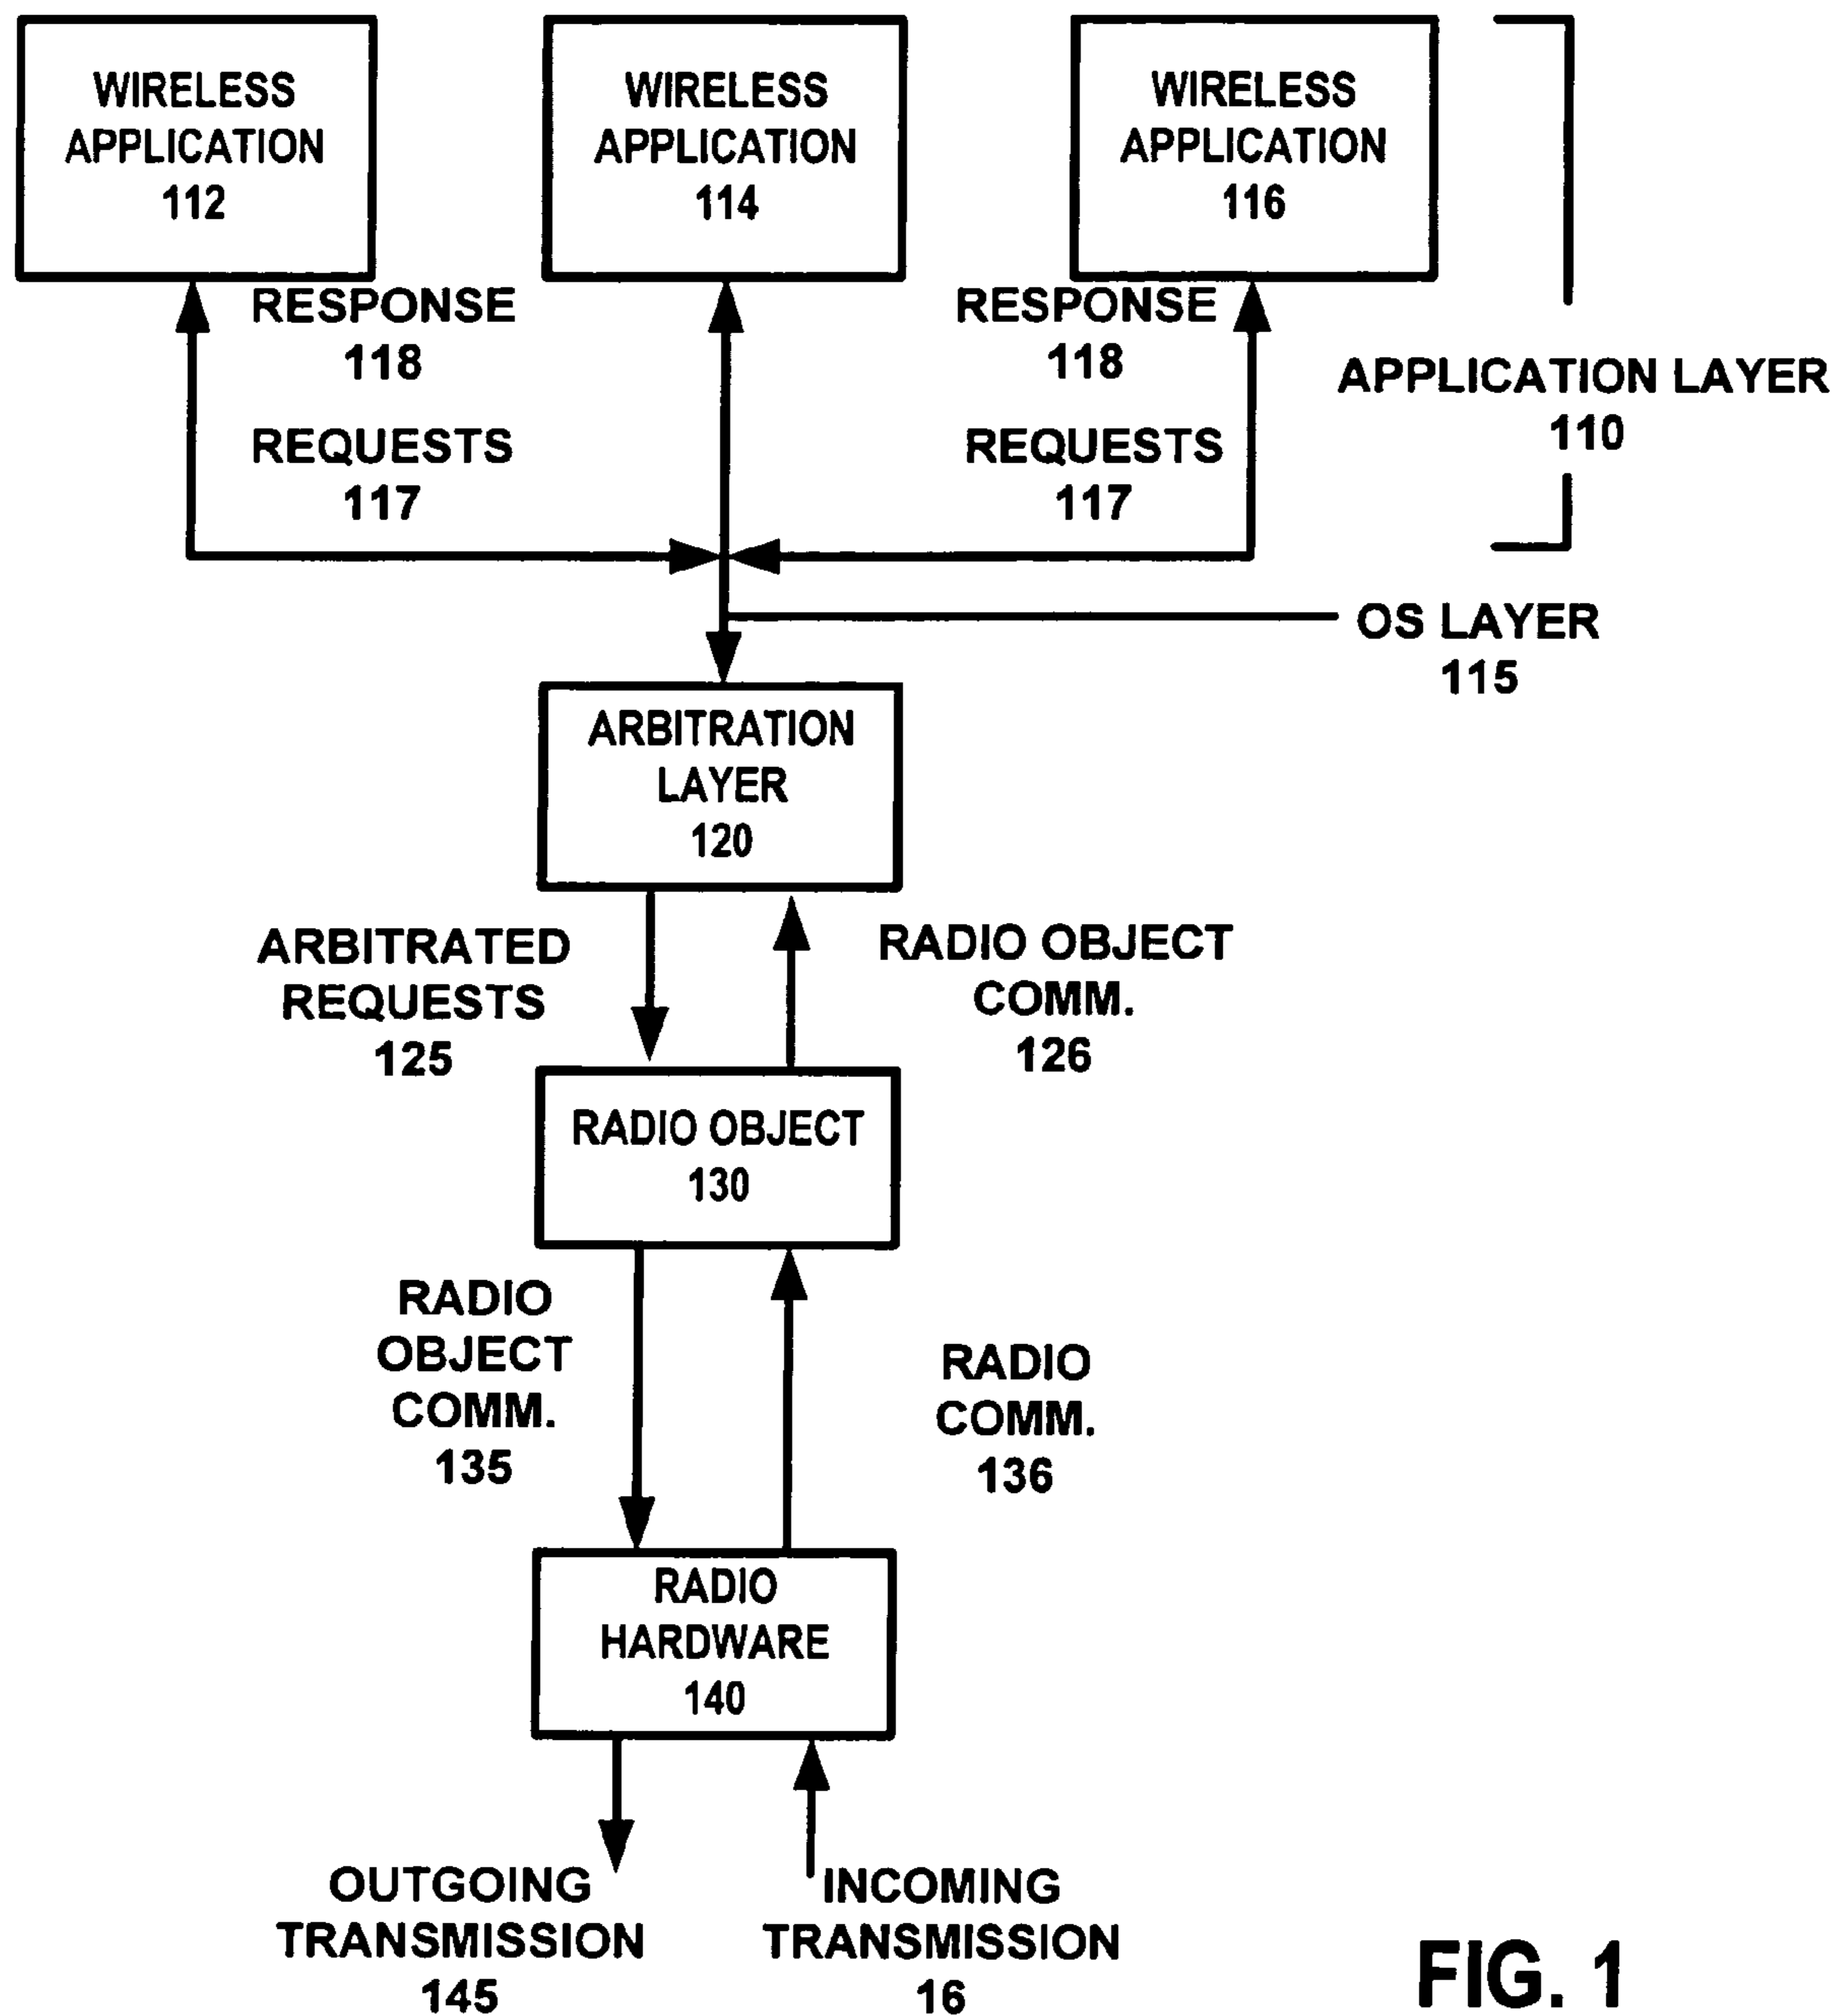 WIRELESS
APPLICATION
112
WIRELESS
APPLICATION
114
WIRELESS
APPLICATION
116
RESPONSE
118
REQUESTS
117
RESPONSE
118
REQUESTS
117
APPLICATION LAYER
110
OS LAYER
115
ARBITRATION
LAYER
120
ARBITRATED
REQUESTS
125
RADIO OBJECT
COMM.
126
RADIO OBJECT
130
RADIO
OBJECT
COMM.
135
RADIO
COMM.
136
RADIO
HARDWARE
140
OUTGOING
TRANSMISSION
145
INCOMING
TRANSMISSION
16
FIG. 1